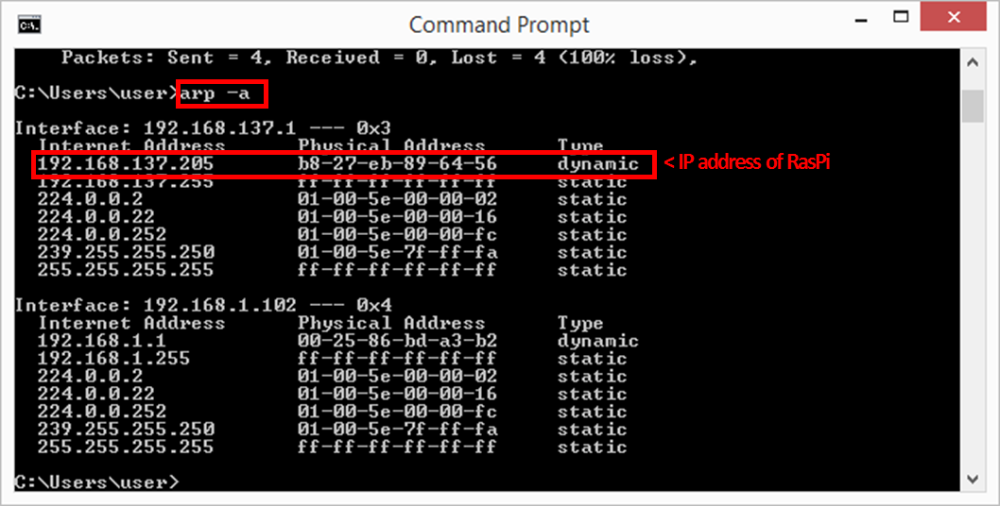 Command Prompt
Packets: Sent = 4, Received = 0, Lost = 4 (100% loss),
C:\Users\user>arp -a
Interface: 192.168.137.1 --- 0x3
Internet Address Physical Address Type
192.168.137.205 b8-27-eb-89-64-56 dynamic < IP address of RasPi
192.168.137.255 ff-ff-ff-ff-ff-ff static
224.0.0.2 01-00-5e-00-00-02 static
224.0.0.22 01-00-5e-00-00-16 static
224.0.0.252 01-00-5e-00-00-fc static
239.255.255.250 01-00-5e-7f-ff-fa static
255.255.255.255 ff-ff-ff-ff-ff-ff static
Interface: 192.168.1.102 --- 0x4
Internet Address Physical Address Type
192.168.1.1 00-25-86-bd-a3-b2 dynamic
192.168.1.255 ff-ff-ff-ff-ff-ff static
224.0.0.2 01-00-5e-00-00-02 static
224.0.0.22 01-00-5e-00-00-16 static
224.0.0.252 01-00-5e-00-00-fc static
239.255.255.250 01-00-5e-7f-ff-fa static
255.255.255.255 ff-ff-ff-ff-ff-ff static
C:\Users\user>